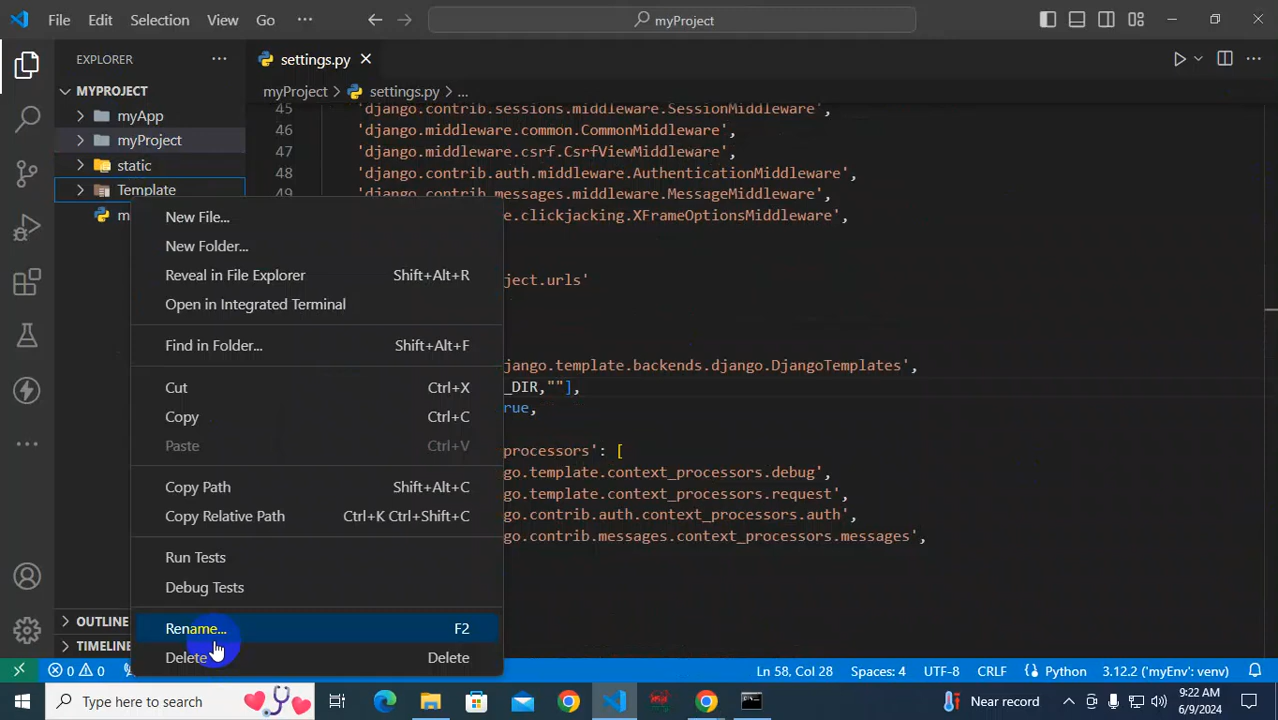 File Edit Selection View Go ... myProject
EXPLORER ...
settings.py
MYPROJECT
myProject > settings.py > ...
myApp
myProject
static
Template
m
45 'django.contrib.sessions.middleware.SessionMiddleware',
46 'django.middleware.common.CommonMiddleware',
47 'django.middleware.csrf.CsrfViewMiddleware',
48 'django.contrib.auth.middleware.AuthenticationMiddleware',
49 'django.contrib.messages.middleware.MessageMiddleware',
e.clickjacking.XFrameOptionsMiddleware',
ject.urls'
jango.template.backends.django.DjangoTemplates',
_DIR,""],
rue,
processors': [
go.template.context_processors.debug',
go.template.context_processors.request',
go.contrib.auth.context_processors.auth',
go.contrib.messages.context_processors.messages',
New File...
New Folder...
Reveal in File Explorer Shift+Alt+R
Open in Integrated Terminal
Find in Folder... Shift+Alt+F
Cut Ctrl+X
Copy Ctrl+C
Paste Ctrl+V
Copy Path Shift+Alt+C
Copy Relative Path Ctrl+K Ctrl+Shift+C
Run Tests
Debug Tests
Rename... F2
Delete Delete
OUTLINE
TIMELINE
0 0 Ln 58, Col 28 Spaces: 4 UTF-8 CRLF Python 3.12.2 ('myEnv': venv)
Type here to search Near record 9:22 AM
6/9/2024